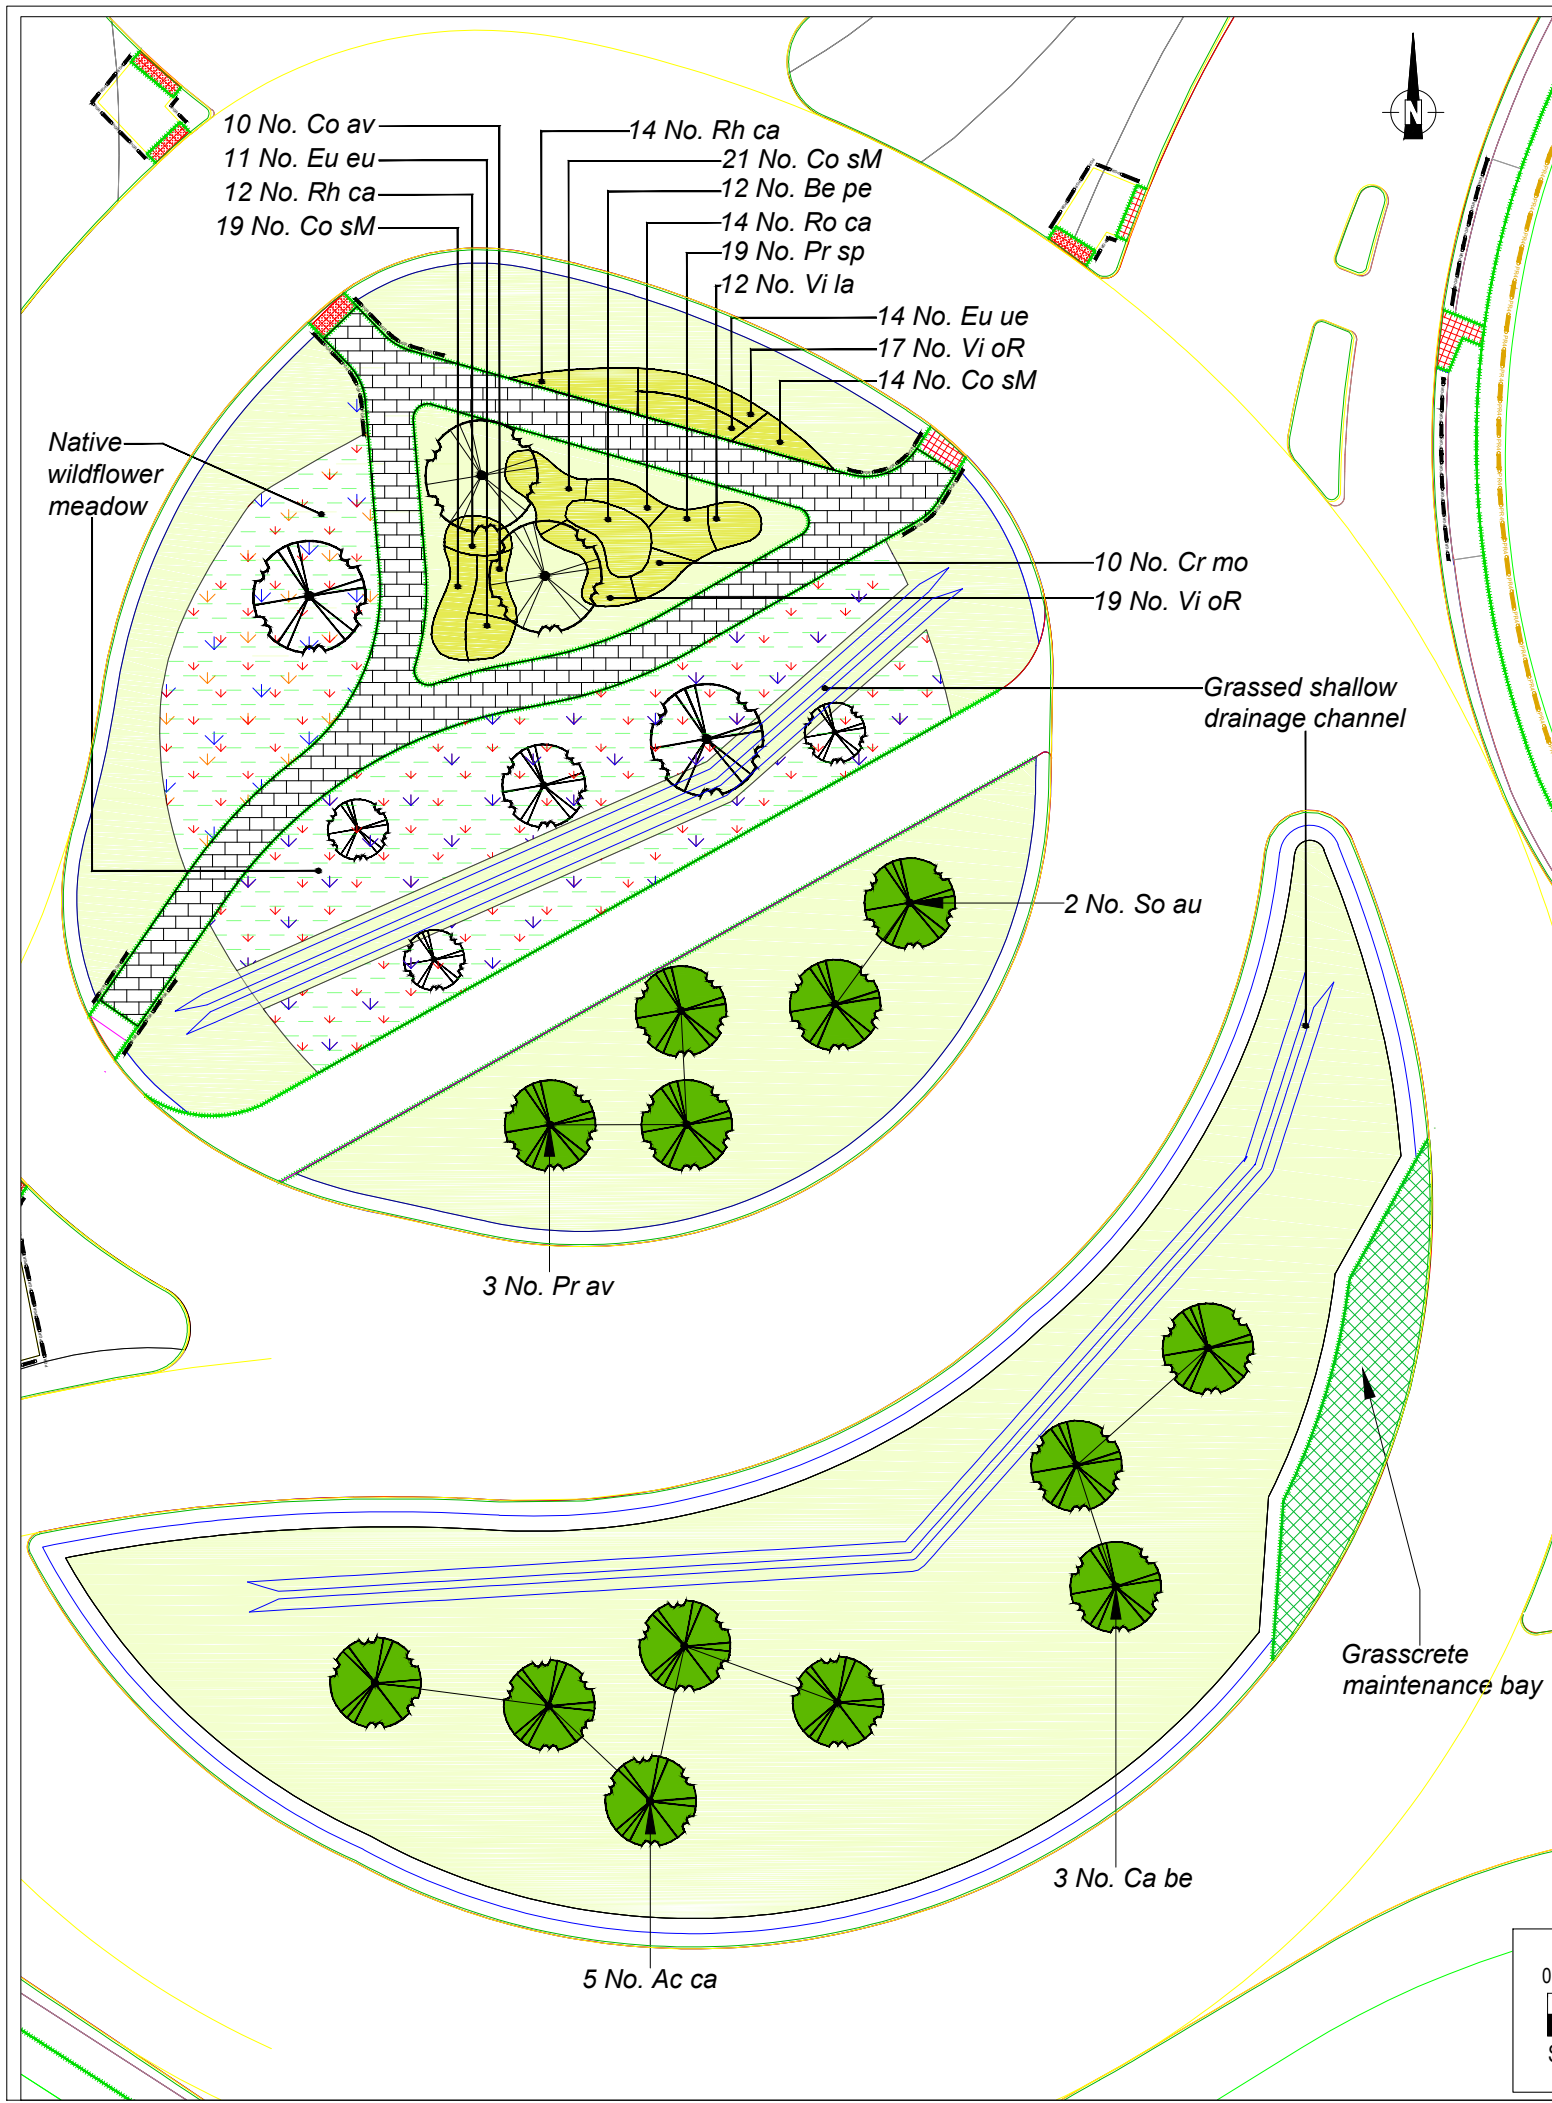 N
10 No. Co av
11 No. Eu eu
12 No. Rh ca
19 No. Co sM
14 No. Rh ca
21 No. Co sM
12 No. Be pe
14 No. Ro ca
19 No. Pr sp
12 No. Vi la
14 No. Eu ue
17 No. Vi oR
14 No. Co sM
Native
wildflower
meadow
10 No. Cr mo
19 No. Vi oR
Grassed shallow
drainage channel
2 No. So au
3 No. Pr av
Grasscrete
maintenance bay
3 No. Ca be
5 No. Ac ca
0